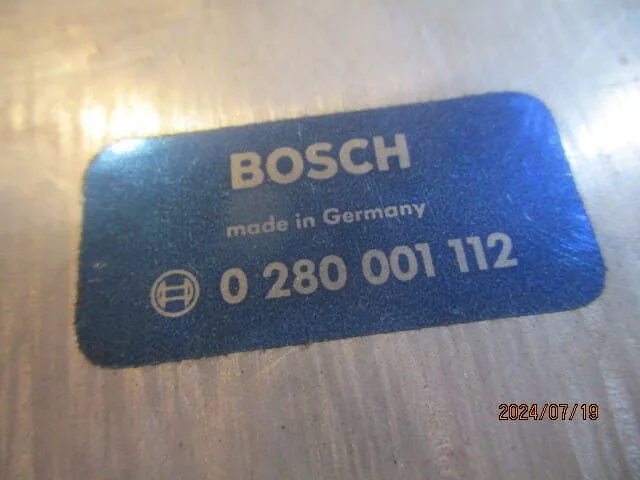 BOSCH
made in Germany
0 280 001 112
2024/07/19